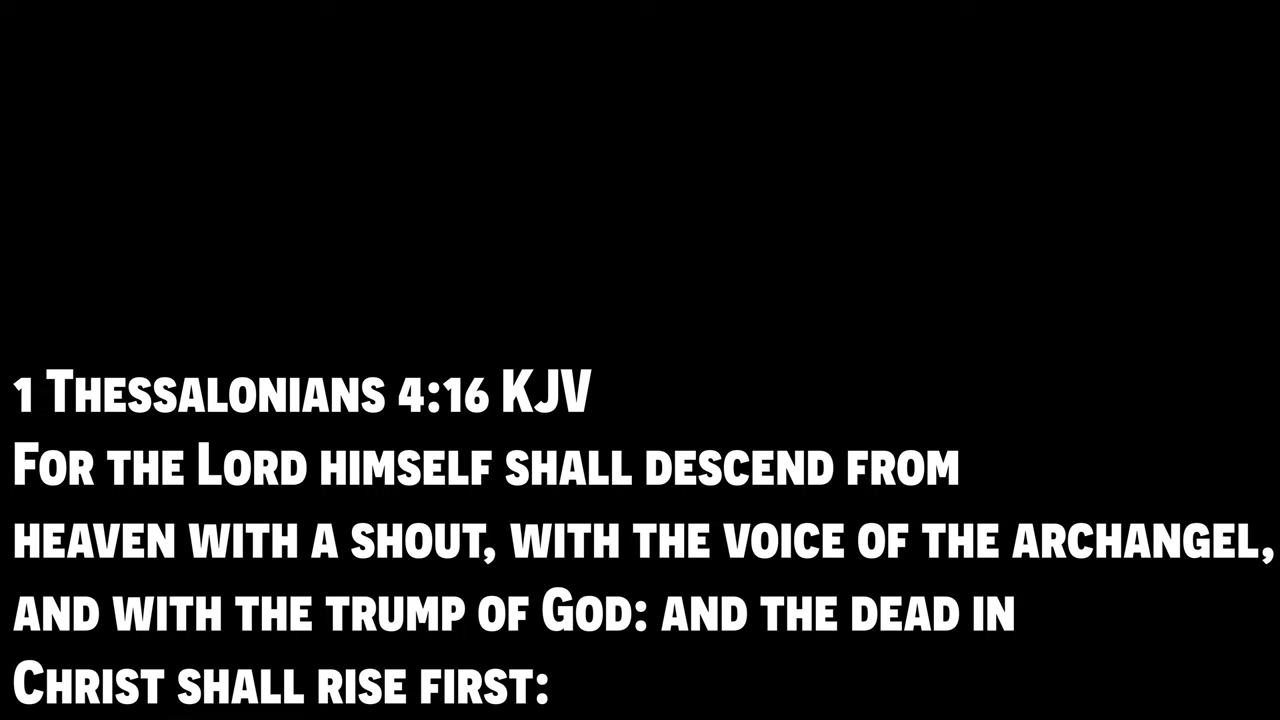 1 Thessalonians 4:16 KJV
For the Lord himself shall descend from
heaven with a shout, with the voice of the archangel,
and with the trump of God: and the dead in
Christ shall rise first: